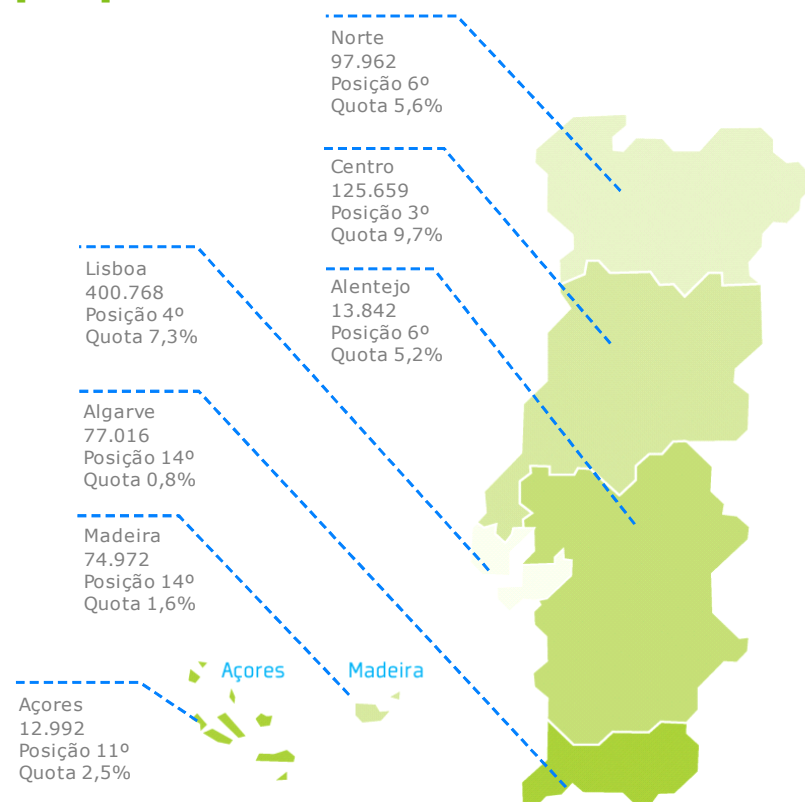 Norte
97.962
Posição 6º
Quota 5,6%
Centro
125.659
Posição 3º
Quota 9,7%
Lisboa
400.768
Posição 4º
Quota 7,3%
Alentejo
13.842
Posição 6º
Quota 5,2%
Algarve
77.016
Posição 14º
Quota 0,8%
Madeira
74.972
Posição 14º
Quota 1,6%
Açores
Madeira
Açores
12.992
Posição 11º
Quota 2,5%